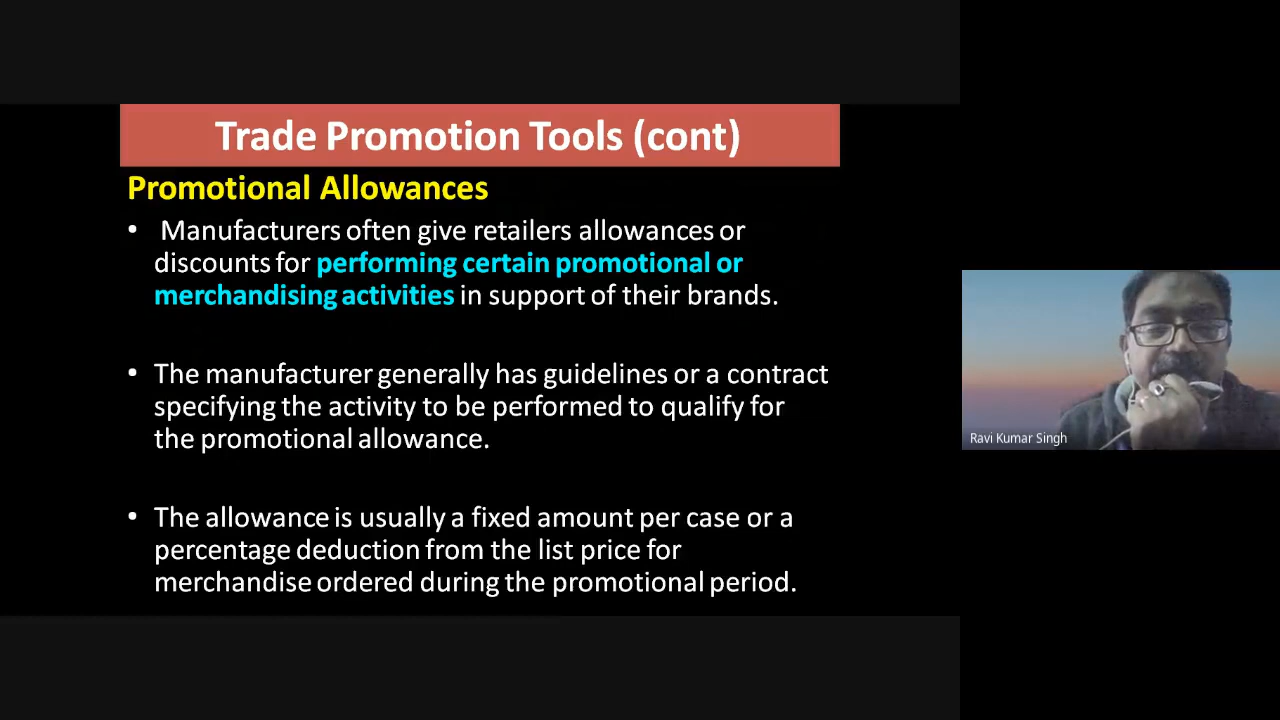 Trade Promotion Tools (cont)
Promotional Allowances
• Manufacturers often give retailers allowances or
discounts for performing certain promotional or
merchandising activities in support of their brands.
• The manufacturer generally has guidelines or a contract
specifying the activity to be performed to qualify for
the promotional allowance.
• The allowance is usually a fixed amount per case or a
percentage deduction from the list price for
merchandise ordered during the promotional period.
Ravi Kumar Singh